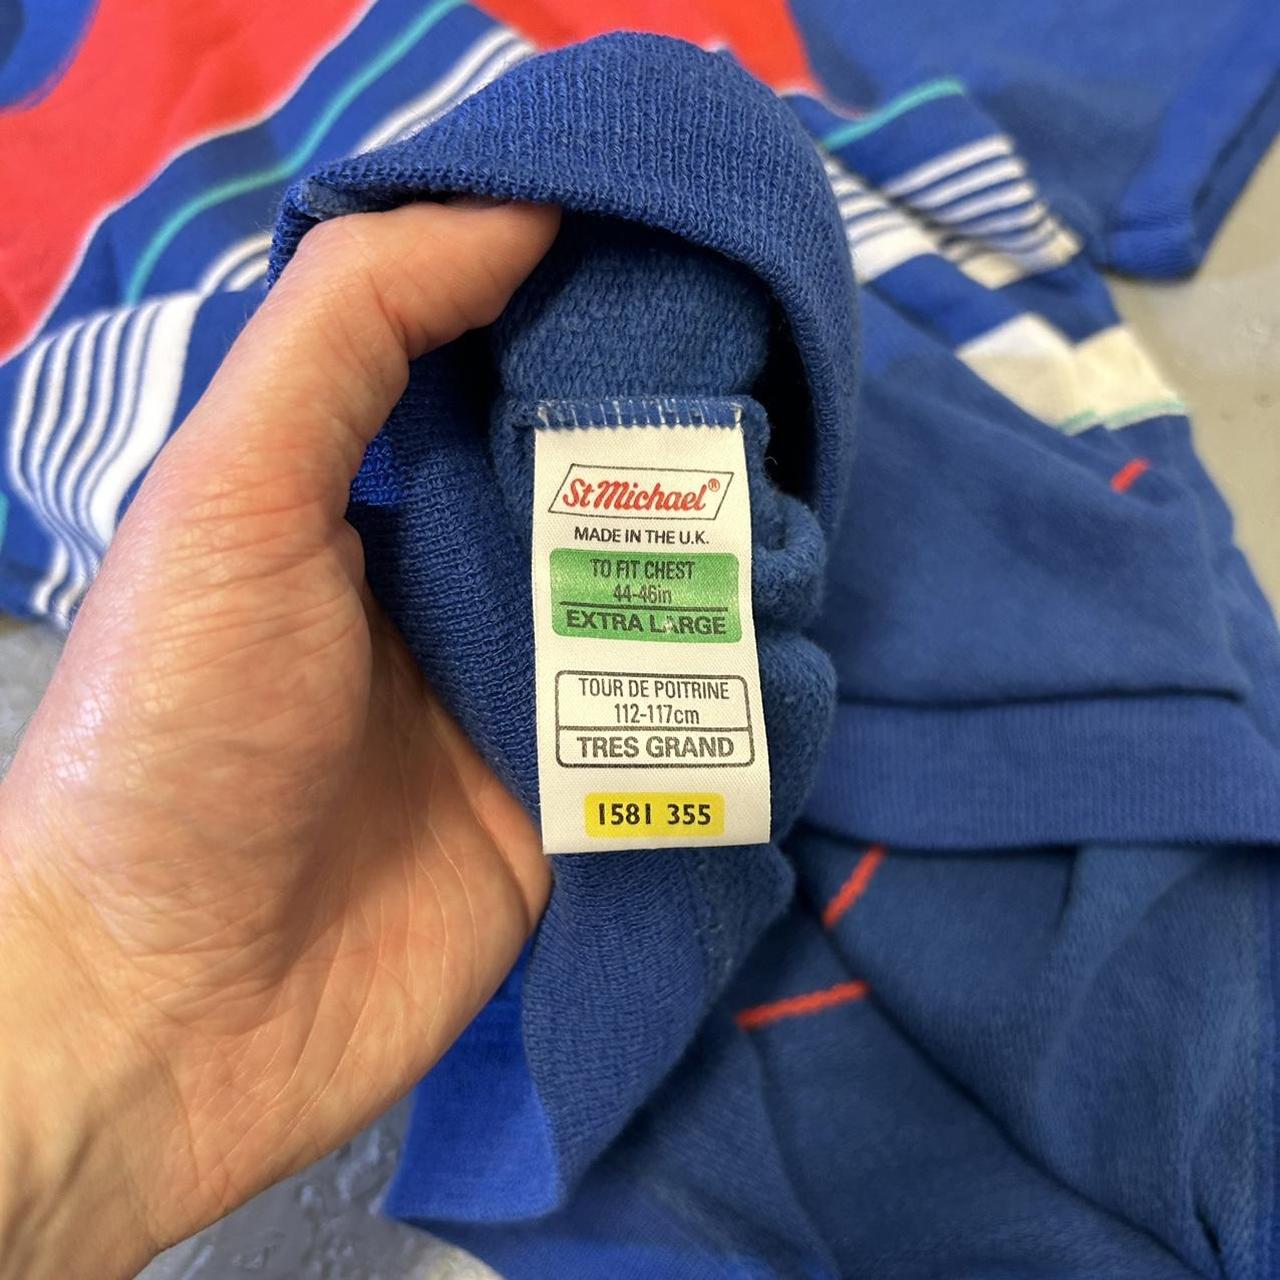 St Michael®
MADE IN THE U.K.
TO FIT CHEST
44-46in
EXTRA LARGE
TOUR DE POITRINE
112-117cm
TRES GRAND
1581 355